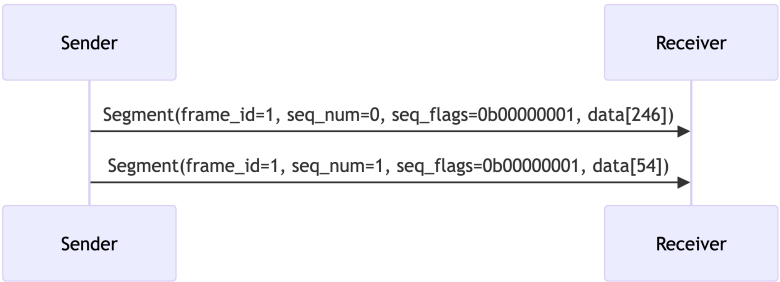 Sender
Receiver
Segment(frame_id=1, seq_num=0, seq_flags=0b00000001, data[246])
Segment(frame_id=1, seq_num=1, seq_flags=0b00000001, data[54])
Sender
Receiver